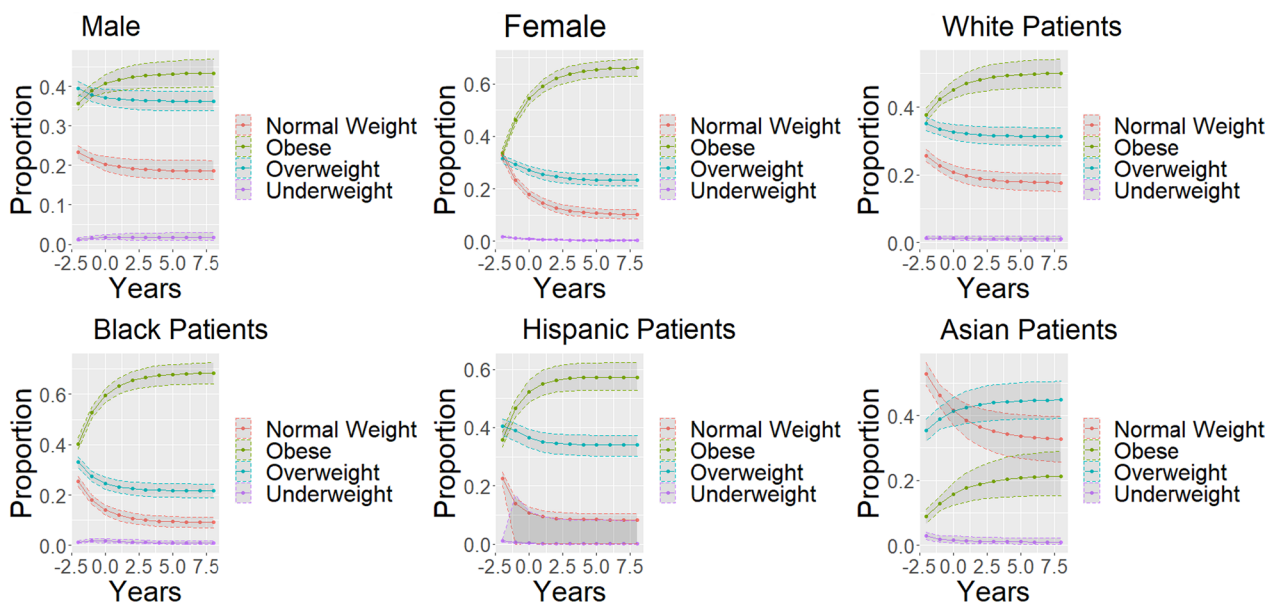 Male
Proportion
0.4
0.3
0.2
0.1
0.0
-2.5 0.0 2.5 5.0 7.5
Years
Normal Weight
Obese
Overweight
Underweight
Female
Proportion
0.6
0.4
0.2
0.0
-2.5 0.0 2.5 5.0 7.5
Years
Normal Weight
Obese
Overweight
Underweight
White Patients
Proportion
0.4
0.2
0.0
-2.5 0.0 2.5 5.0 7.5
Years
Normal Weight
Obese
Overweight
Underweight
Black Patients
Proportion
0.6
0.4
0.2
0.0
-2.5 0.0 2.5 5.0 7.5
Years
Normal Weight
Obese
Overweight
Underweight
Hispanic Patients
Proportion
0.6
0.4
0.2
0.0
-2.5 0.0 2.5 5.0 7.5
Years
Normal Weight
Obese
Overweight
Underweight
Asian Patients
Proportion
0.4
0.2
0.0
-2.5 0.0 2.5 5.0 7.5
Years
Normal Weight
Obese
Overweight
Underweight